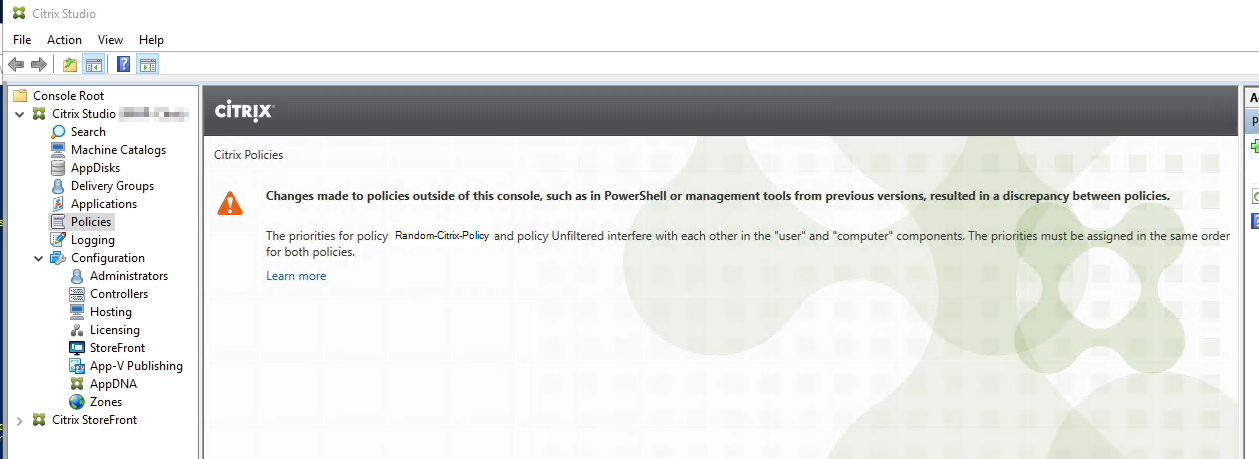 Citrix Studio
File Action View Help
Console Root
Citrix Studio
Search
Machine Catalogs
AppDisks
Delivery Groups
Applications
Policies
Logging
Configuration
Administrators
Controllers
Hosting
Licensing
StoreFront
App-V Publishing
AppDNA
Zones
Citrix StoreFront
CİTRIX
Citrix Policies
Changes made to policies outside of this console, such as in PowerShell or management tools from previous versions, resulted in a discrepancy between policies.
The priorities for policy Random-Citrix-Policy and policy Unfiltered interfere with each other in the "user" and "computer" components. The priorities must be assigned in the same order
for both policies.
Learn more
A
P